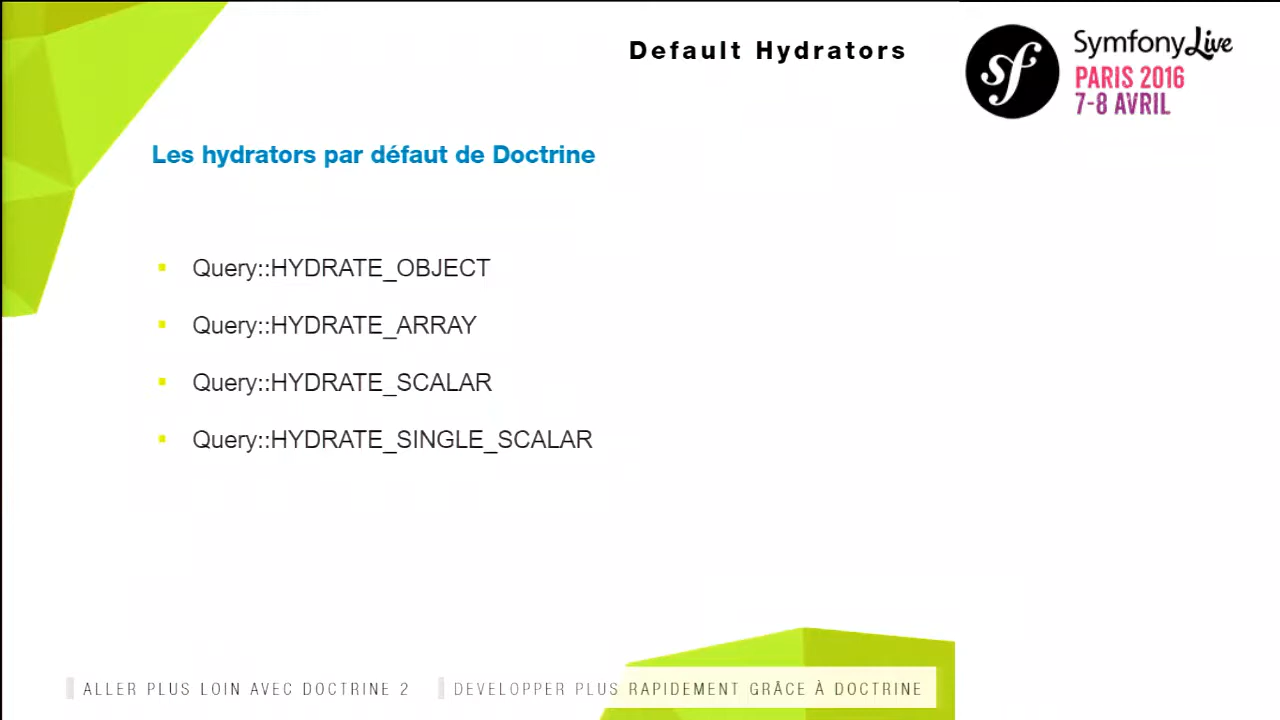 Default Hydrators
SymfonyLive
PARIS 2016
7-8 AVRIL
sf
Les hydrators par défaut de Doctrine
Query::HYDRATE_OBJECT
Query::HYDRATE_ARRAY
Query::HYDRATE_SCALAR
Query::HYDRATE_SINGLE_SCALAR
ALLER PLUS LOIN AVEC DOCTRINE 2
DEVELOPPER PLUS RAPIDEMENT GRÂCE À DOCTRINE